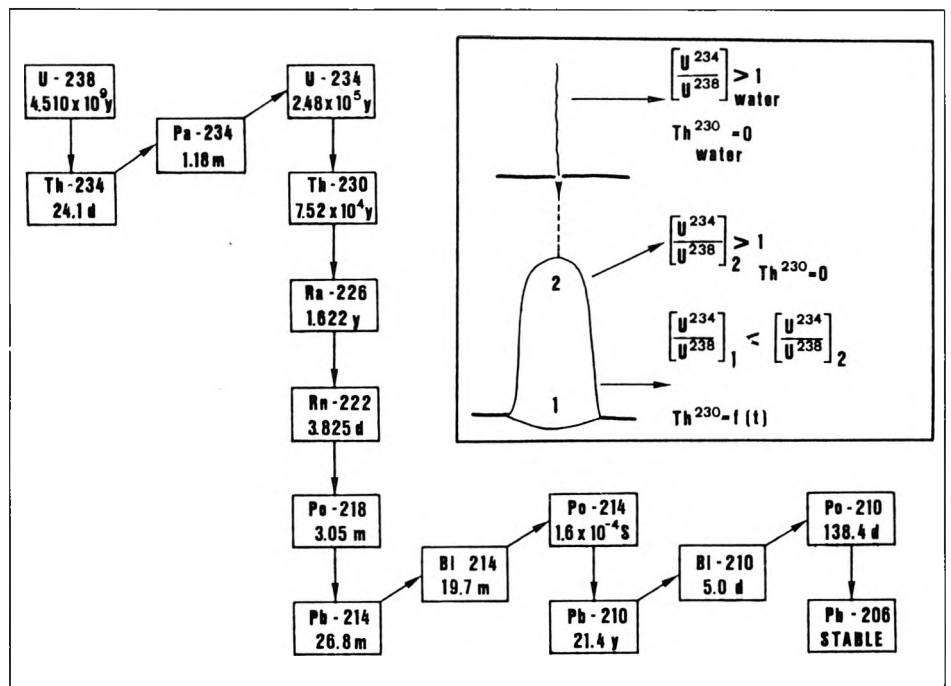 U - 238
4.510 x 10⁹y
Pa - 234
1.18 m
U - 234
2.48 x 10⁵y
Th - 234
24.1 d
Th - 230
7.52 x 10⁴y
Ra - 226
1.622 y
Rn - 222
3.825 d
Po - 218
3.05 m
Pb - 214
26.8 m
BI 214
19.7 m
Po - 214
1.6 x 10⁻⁴S
Pb - 210
21.4 y
BI - 210
5.0 d
Po - 210
138.4 d
Pb - 206
STABLE
[U²³⁴/U²³⁸] > 1
water
Th²³⁰ = 0
water
[U²³⁴/U²³⁸]₂ > 1
Th²³⁰ = 0
2
[U²³⁴/U²³⁸]₁ < [U²³⁴/U²³⁸]₂
1
Th²³⁰ = f (t)